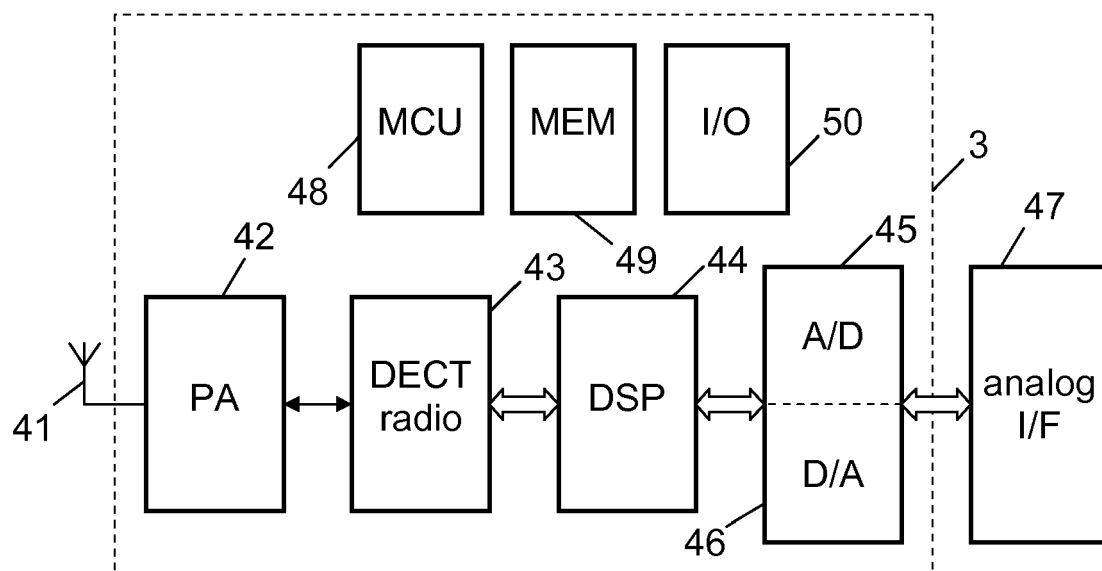 MCU
MEM
I/O
50
3
48
49
42
43
44
45
47
PA
DECT
radio
DSP
A/D
D/A
analog
I/F
41
46